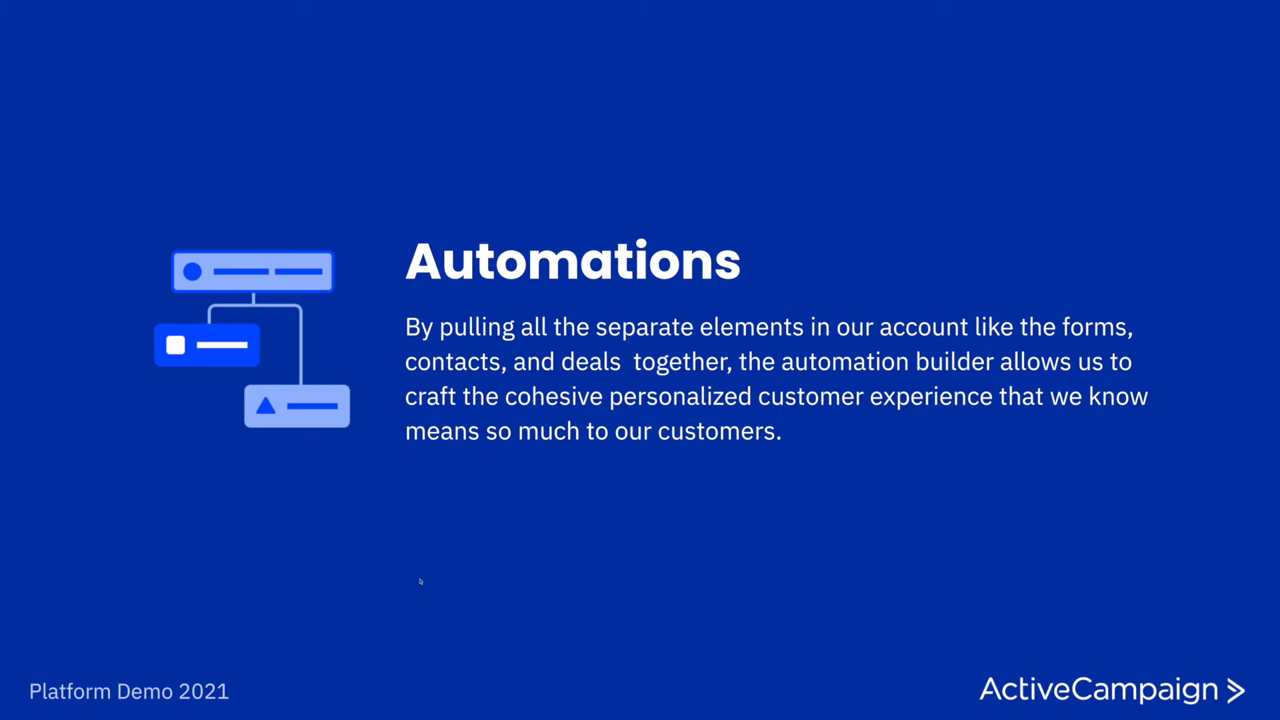 Automations
By pulling all the separate elements in our account like the forms,
contacts, and deals  together, the automation builder allows us to
craft the cohesive personalized customer experience that we know
means so much to our customers.
Platform Demo 2021
ActiveCampaign